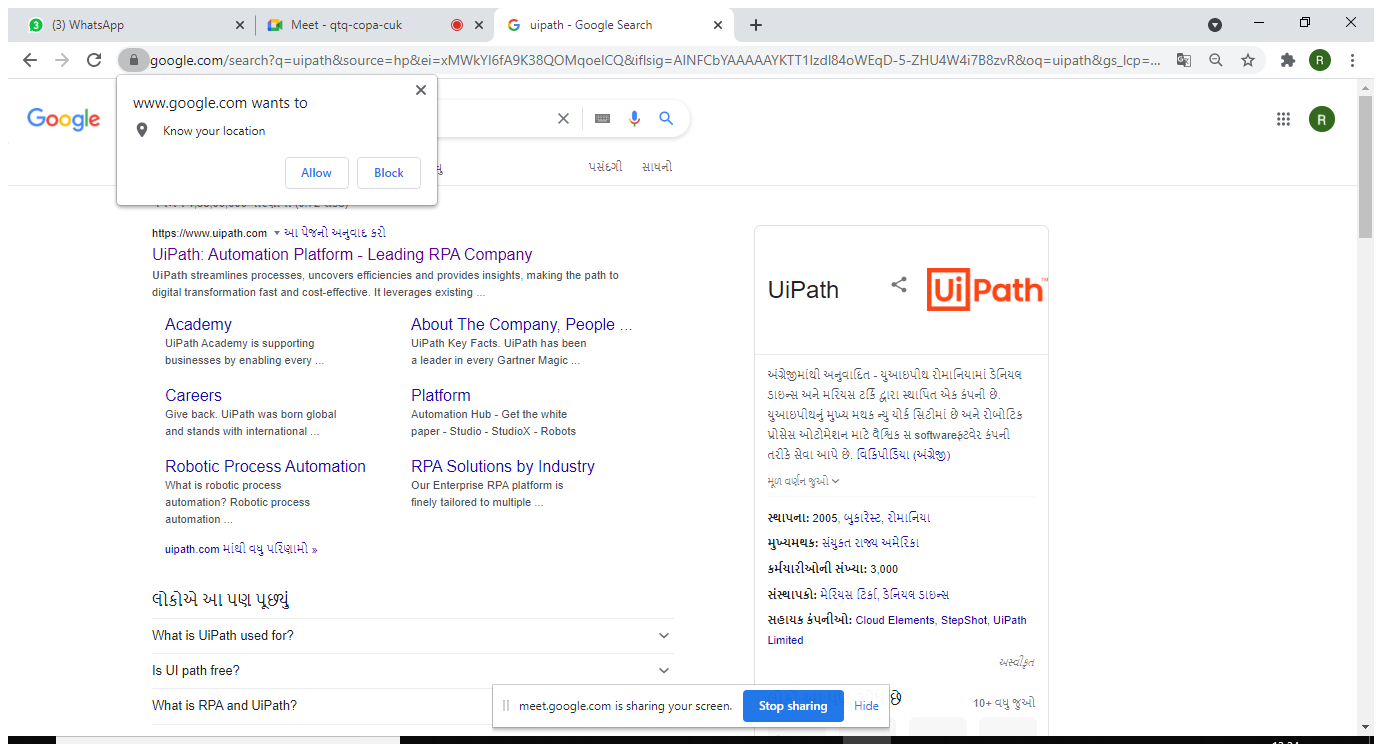 (3) WhatsApp
Meet - qtq-copa-cuk
uipath - Google Search
google.com/search?q=uipath&source=hp&ei=xMWkYI6fA9K38QOMqoeICQ&iflsig=AINFCbYAAAAAYKTT1Izdl84oWEqD-5-ZHU4W4i7B8zvR&oq=uipath&gs_lcp=...
R
www.google.com wants to
Know your location
Allow
Block
Google
R
પસંદગી
સાધનો
https://www.uipath.com
આ પેજનો અનુવાદ કરો
UiPath: Automation Platform - Leading RPA Company
UiPath streamlines processes, uncovers efficiencies and provides insights, making the path to
digital transformation fast and cost-effective. It leverages existing ...
Academy
UiPath Academy is supporting
businesses by enabling every ...
About The Company, People ...
UiPath Key Facts. UiPath has been
a leader in every Gartner Magic ...
Careers
Give back. UiPath was born global
and stands with international ...
Platform
Automation Hub - Get the white
paper - Studio - StudioX - Robots
Robotic Process Automation
What is robotic process
automation? Robotic process
automation ...
RPA Solutions by Industry
Our Enterprise RPA platform is
finely tailored to multiple ...
uipath.com માંથી વધુ પરિણામો »
લોકોએ આ પણ પૂછ્યું
What is UiPath used for?
Is UI path free?
What is RPA and UiPath?
UiPath
UiPath™
અંગ્રેજીમાંથી અનુવાદિત - યુઆઇપીથ રોમાનિયામાં ડેનિયલ
ડાઇન્સ અને મરિયસ ટર્કિ દ્વારા સ્થાપિત એક કંપની છે.
યુઆઇપીથનું મુખ્ય મથક ન્યુ યોર્ક સિટીમાં છે અને રોબોટિક
પ્રોસેસ ઓટોમેશન માટે વૈશ્વિક સ softwareફ્ટવેર કંપની
તરીકે સેવા આપે છે. વિકિપીડિયા (અંગ્રેજી)
મૂળ વર્ણન જુઓ
સ્થાપના: 2005, બુકારેસ્ટ, રોમાનિયા
મુખ્યમથક: સંયુક્ત રાજ્ય અમેરિકા
કર્મચારીઓની સંખ્યા: 3,000
સંસ્થાપકો: મેરિયસ ટિર્કા, ડેનિયલ ડાઇન્સ
સહાયક કંપનીઓ: Cloud Elements, StepShot, UiPath
Limited
અસ્વીકૃત
છે
10+ વધુ જુઓ
meet.google.com is sharing your screen.
Stop sharing
Hide